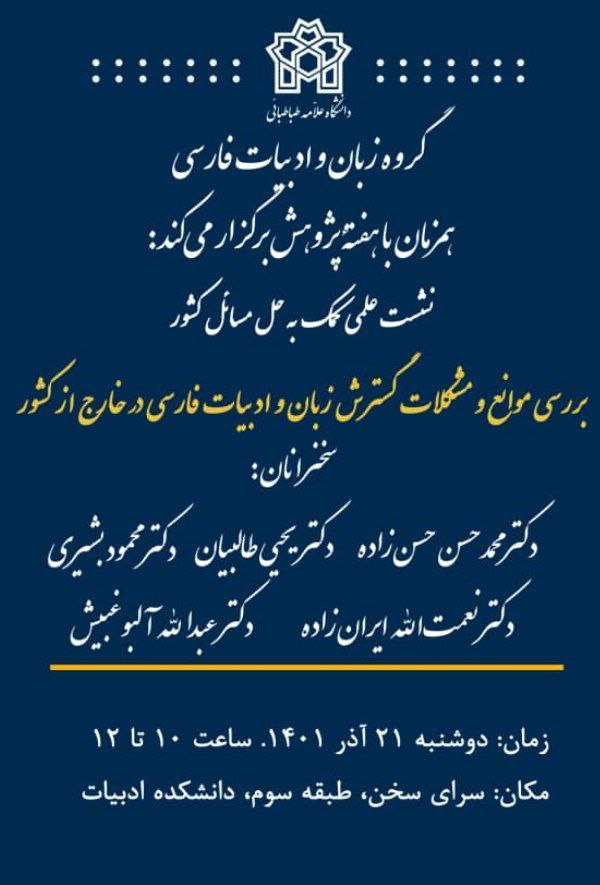 دانشگاه علامه طباطبائی
گروه زبان و ادبیات فارسی
همزمان با هفتهٔ پژوهش برگزار می‌کند:
نشست علمی کمک به حل مسائل کشور
بررسی موانع و مشکلات گسترش زبان و ادبیات فارسی در خارج از کشور
سخنرانان:
دکتر محمد حسن حسن زاده دکتر یحیی طالبیان دکتر محمود بشیری
دکتر نعمت‌الله ایران زاده دکتر عبدالله آلبوغبیش
زمان: دوشنبه ۲۱ آذر ۱۴۰۱. ساعت ۱۰ تا ۱۲
مکان: سرای سخن، طبقه سوم، دانشکده ادبیات